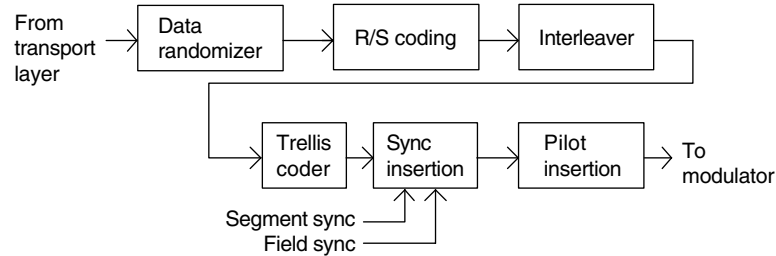 From
transport
layer
Data
randomizer
R/S coding
Interleaver
Trellis
coder
Sync
insertion
Pilot
insertion
To
modulator
Segment sync
Field sync